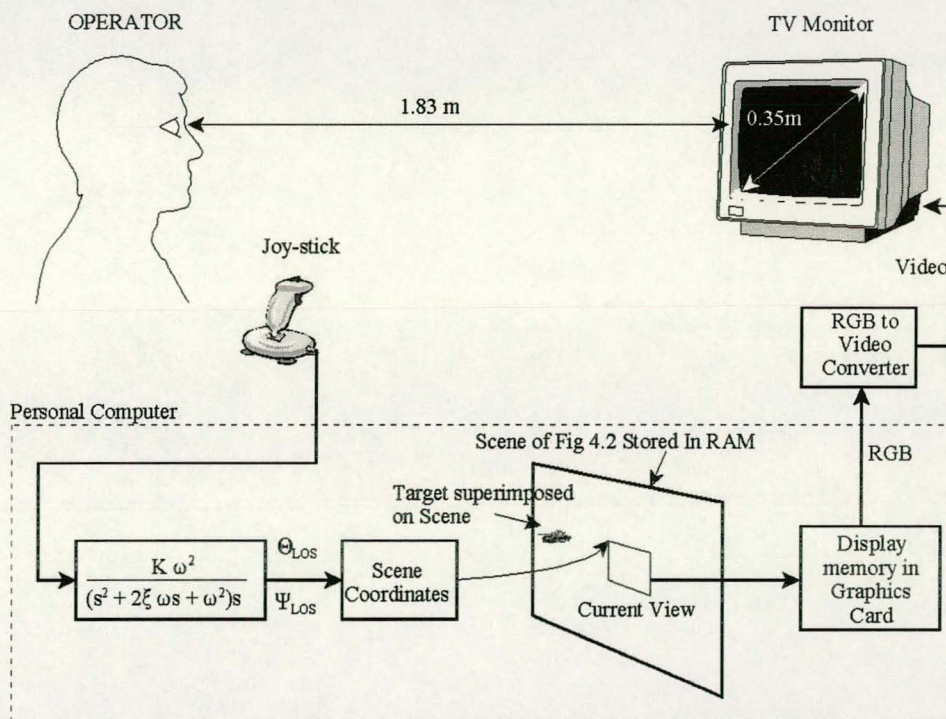 OPERATOR
TV Monitor
1.83 m
0.35m
Joy-stick
Video
RGB to
Video
Converter
Personal Computer
Scene of Fig 4.2 Stored In RAM
RGB
Target superimposed
on Scene
K ω²
(s² + 2ξ ωs + ω²)s
Θ_LOS
Ψ_LOS
Scene
Coordinates
Current View
Display
memory in
Graphics
Card